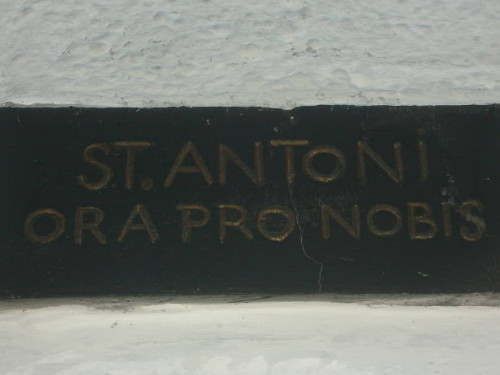 ST. ANTONi
ORA PRO NOBiS